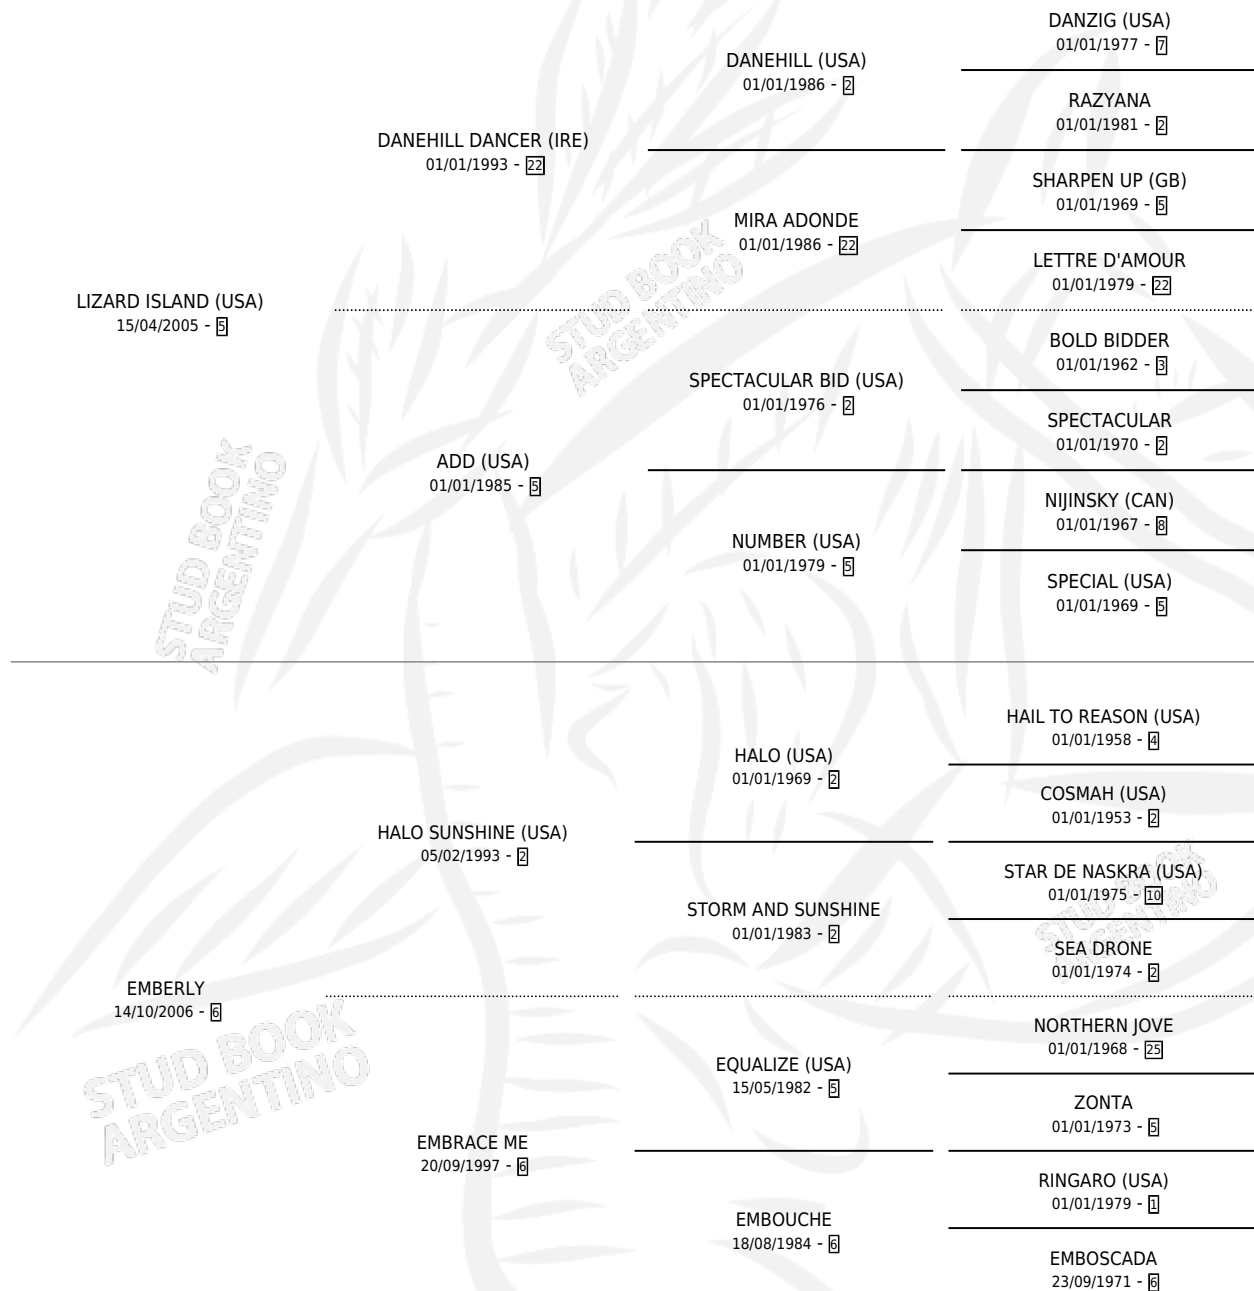 DANZIG (USA)
01/01/1977 - 7
DANEHILL (USA)
01/01/1986 - 2
RAZYANA
01/01/1981 - 2
DANEHILL DANCER (IRE)
01/01/1993 - 22
SHARPEN UP (GB)
01/01/1969 - 5
MIRA ADONDE
01/01/1986 - 22
LETTRE D'AMOUR
01/01/1979 - 22
LIZARD ISLAND (USA)
15/04/2005 - 5
BOLD BIDDER
01/01/1962 - 3
SPECTACULAR BID (USA)
01/01/1976 - 2
SPECTACULAR
01/01/1970 - 2
ADD (USA)
01/01/1985 - 5
NIJINSKY (CAN)
01/01/1967 - 8
NUMBER (USA)
01/01/1979 - 5
SPECIAL (USA)
01/01/1969 - 5
HAIL TO REASON (USA)
01/01/1958 - 4
HALO (USA)
01/01/1969 - 2
COSMAH (USA)
01/01/1953 - 2
HALO SUNSHINE (USA)
05/02/1993 - 2
STAR DE NASKRA (USA)
01/01/1975 - 10
STORM AND SUNSHINE
01/01/1983 - 2
SEA DRONE
01/01/1974 - 2
EMBERLY
14/10/2006 - 6
NORTHERN JOVE
01/01/1968 - 25
EQUALIZE (USA)
15/05/1982 - 5
ZONTA
01/01/1973 - 5
EMBRACE ME
20/09/1997 - 6
RINGARO (USA)
01/01/1979 - 1
EMBOUCHE
18/08/1984 - 6
EMBOSCADA
23/09/1971 - 6
STUD BOOK
ARGENTINO
STUD BOOK
ARGENTINO
STUD BOOK
ARGENTINO
STUD BOOK
ARGENTINO